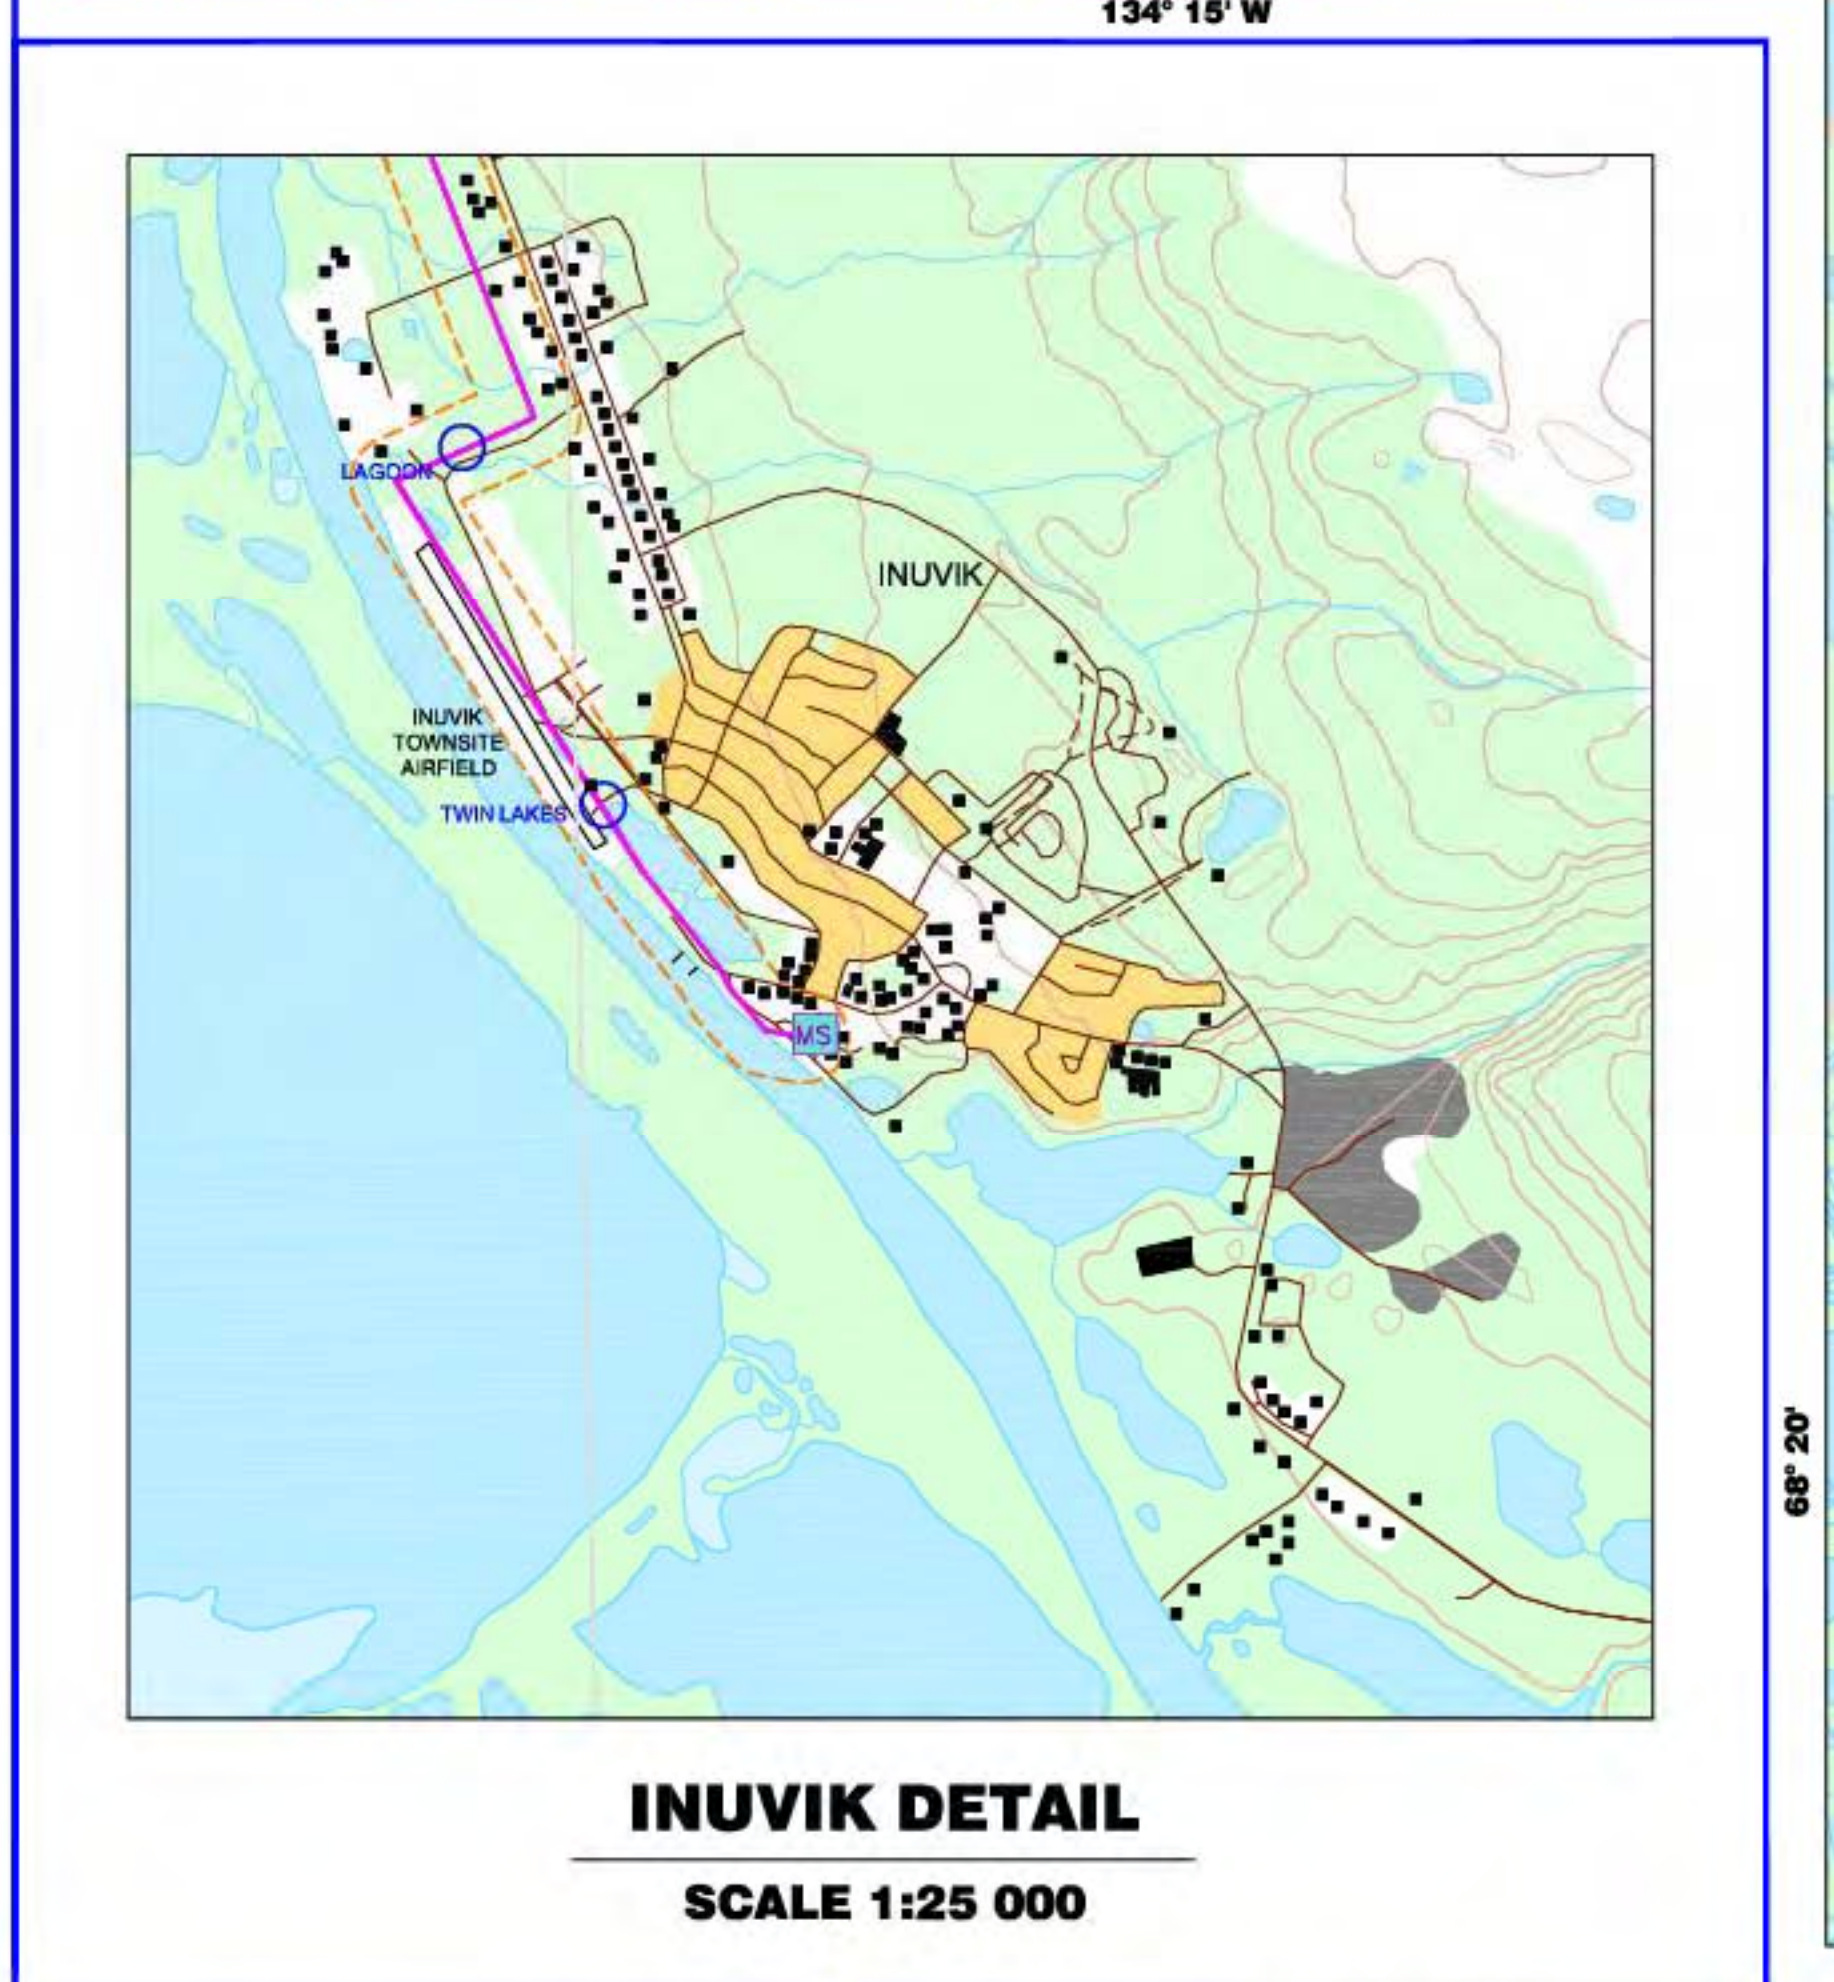 134° 15' W
LAGOON
INUVIK
INUVIK
TOWNSITE
AIRFIELD
TWIN LAKES
MS
68° 20'
INUVIK DETAIL
SCALE 1:25 000